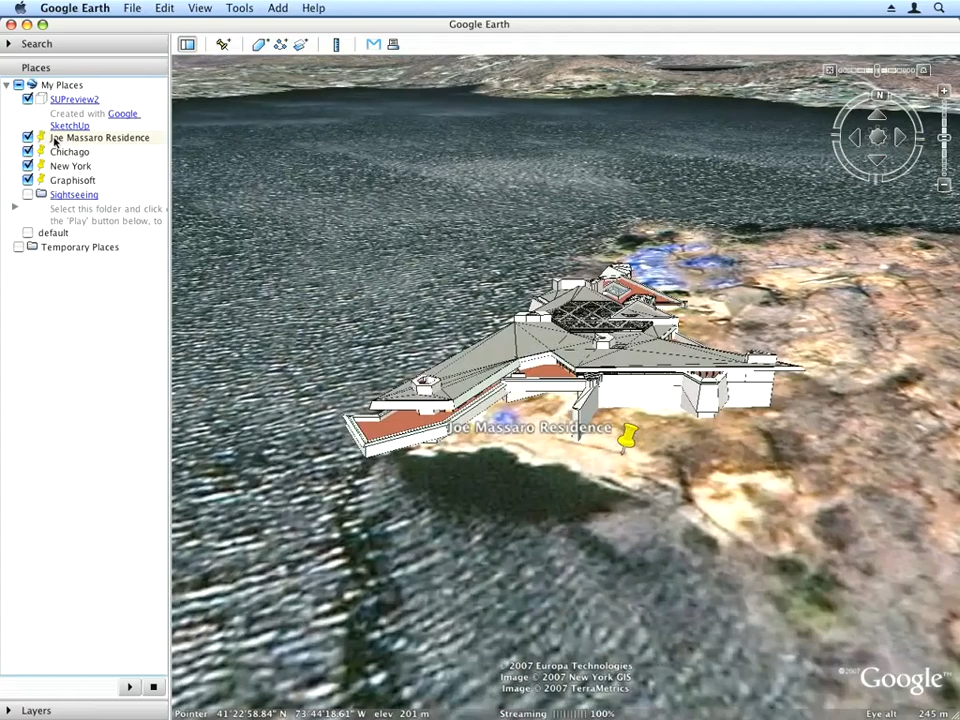 Google Earth File Edit View Tools Add Help
Google Earth
Search
Places
My Places
SUPreview2
Created with Google
SketchUp
Joe Massaro Residence
Chichago
New York
Graphisoft
Sightseeing
Select this folder and click
the 'Play' button below, to
default
Temporary Places
N
Joe Massaro Residence
© 2007 Europa Technologies
Image © 2007 New York GIS
Image © 2007 TerraMetrics
©2007 Google™
Layers
Pointer 41°22'58.84" N 73°44'18.61" W elev 201 m Streaming 100% Eye alt 245 m